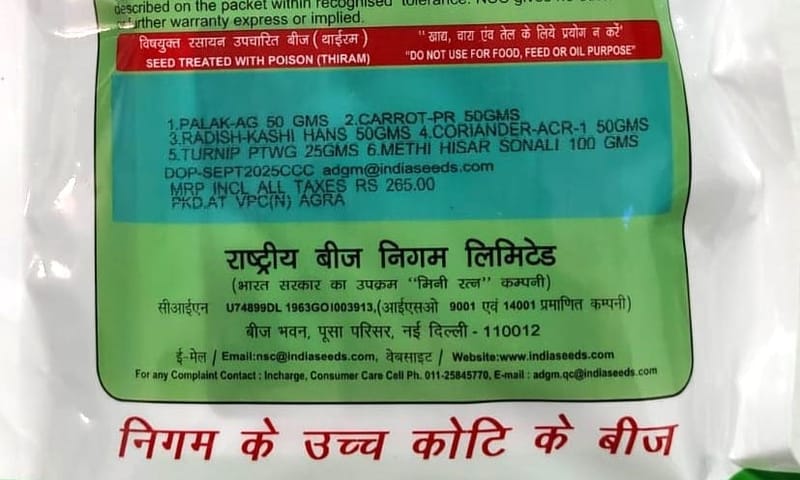 described on the packet within recognised tolerance. NSC gives no
further warranty express or implied.
विषयुक्त रसायन उपचारित बीज (थाईरम)
SEED TREATED WITH POISON (THIRAM)
"खाद्य, चारा एंव तेल के लिये प्रयोग न करें"
"DO NOT USE FOR FOOD, FEED OR OIL PURPOSE"
1.PALAK-AG 50 GMS 2.CARROT-PR 50GMS
3.RADISH-KASHI HANS 50GMS 4.CORIANDER-ACR-1 50GMS
5.TURNIP PTWG 25GMS 6.METHI HISAR SONALI 100 GMS
DOP-SEPT2025CCC adgm@indiaseeds.com
MRP INCL ALL TAXES RS 265.00
PKD.AT VPC(N) AGRA
राष्ट्रीय बीज निगम लिमिटेड
(भारत सरकार का उपक्रम "मिनी रत्न" कम्पनी)
सीआईएन U74899DL 1963GOI003913,(आईएसओ 9001 एवं 14001 प्रमाणित कम्पनी)
बीज भवन, पूसा परिसर, नई दिल्ली - 110012
ई-मेल / Email:nsc@indiaseeds.com, वेबसाइट / Website:www.indiaseeds.com
For any Complaint Contact : Incharge, Consumer Care Cell Ph. 011-25845770, E-mail : adgm.qc@indiaseeds.com
निगम के उच्च कोटि के बीज